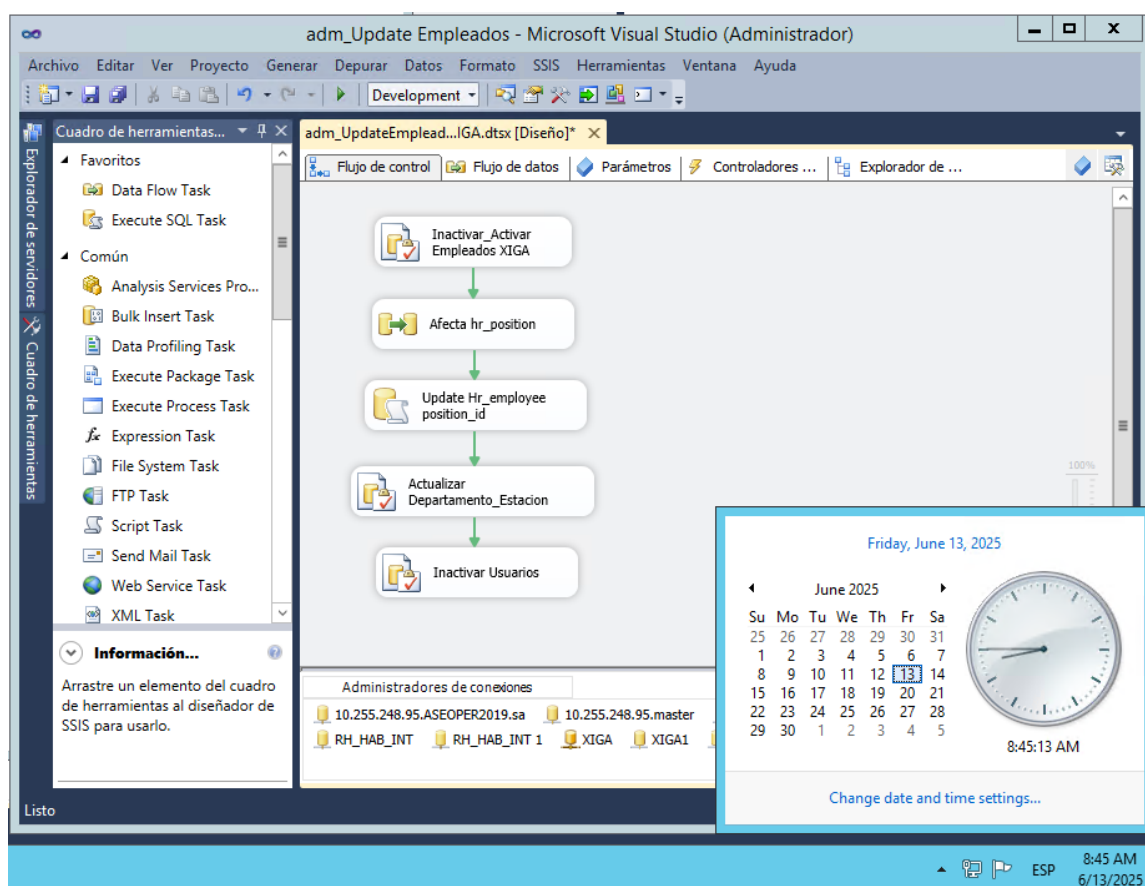 adm_Update Empleados - Microsoft Visual Studio (Administrador)
Archivo Editar Ver Proyecto Generar Depurar Datos Formato SSIS Herramientas Ventana Ayuda
Development
Explorador de servidores
Cuadro de herramientas
Cuadro de herramientas...
Favoritos
Data Flow Task
Execute SQL Task
Común
Analysis Services Pro...
Bulk Insert Task
Data Profiling Task
Execute Package Task
Execute Process Task
Expression Task
File System Task
FTP Task
Script Task
Send Mail Task
Web Service Task
XML Task
Información...
Arrastre un elemento del cuadro
de herramientas al diseñador de
SSIS para usarlo.
adm_UpdateEmplead...IGA.dtsx [Diseño]*
Flujo de control Flujo de datos Parámetros Controladores ... Explorador de ...
Inactivar_Activar
Empleados XIGA
Afecta hr_position
Update Hr_employee
position_id
Actualizar
Departamento_Estacion
Inactivar Usuarios
100%
Administradores de conexiones
10.255.248.95.ASEOPER2019.sa 10.255.248.95.master
RH_HAB_INT RH_HAB_INT 1 XIGA XIGA1
Listo
Friday, June 13, 2025
June 2025
Su Mo Tu We Th Fr Sa
25 26 27 28 29 30 31
1 2 3 4 5 6 7
8 9 10 11 12 13 14
15 16 17 18 19 20 21
22 23 24 25 26 27 28
29 30 1 2 3 4 5
8:45:13 AM
Change date and time settings...
ESP
8:45 AM
6/13/2025